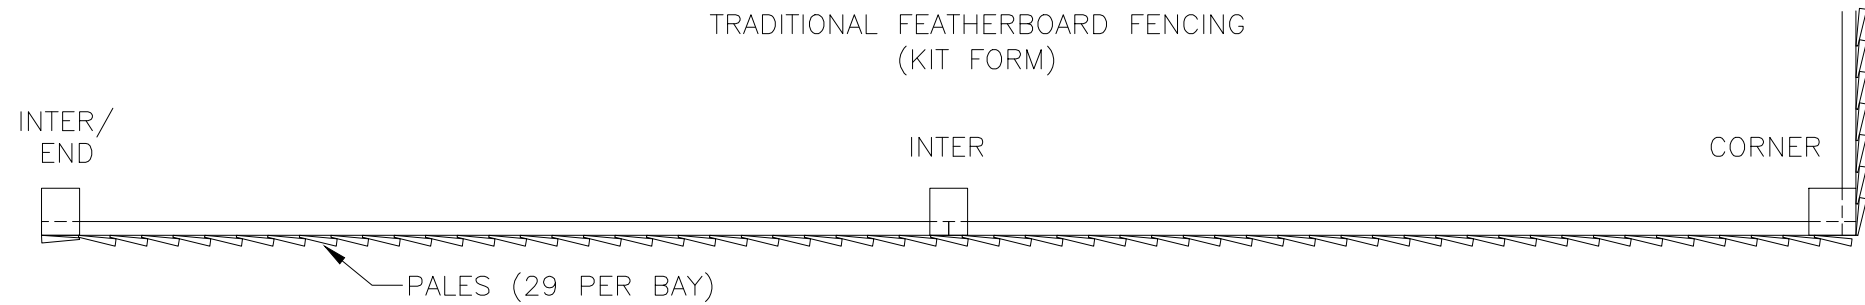 TRADITIONAL FEATHERBOARD FENCING
(KIT FORM)
INTER/
END
INTER
CORNER
PALES (29 PER BAY)